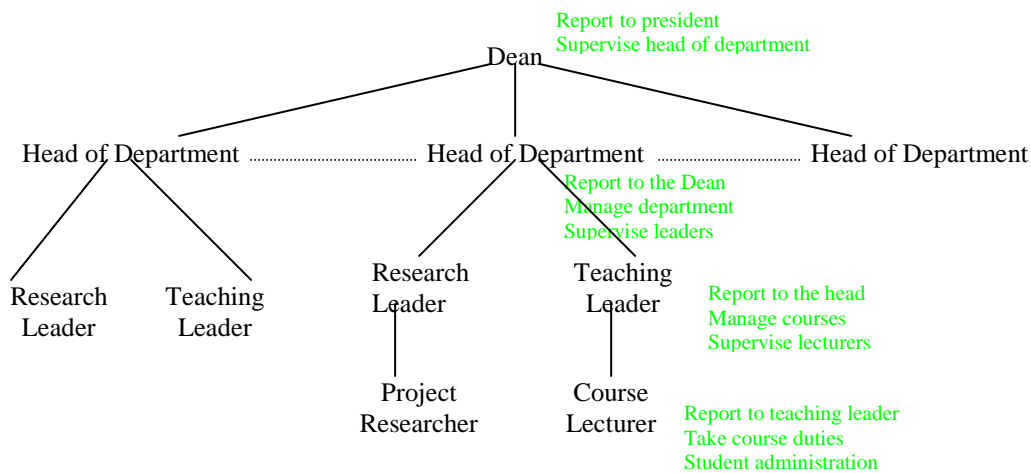 Report to president
Supervise head of department
Dean
Head of Department ........................ Head of Department ........................ Head of Department
Report to the Dean
Manage department
Supervise leaders
Research
Leader
Teaching
Leader
Research
Leader
Teaching
Leader
Report to the head
Manage courses
Supervise lecturers
Project
Researcher
Course
Lecturer
Report to teaching leader
Take course duties
Student administration